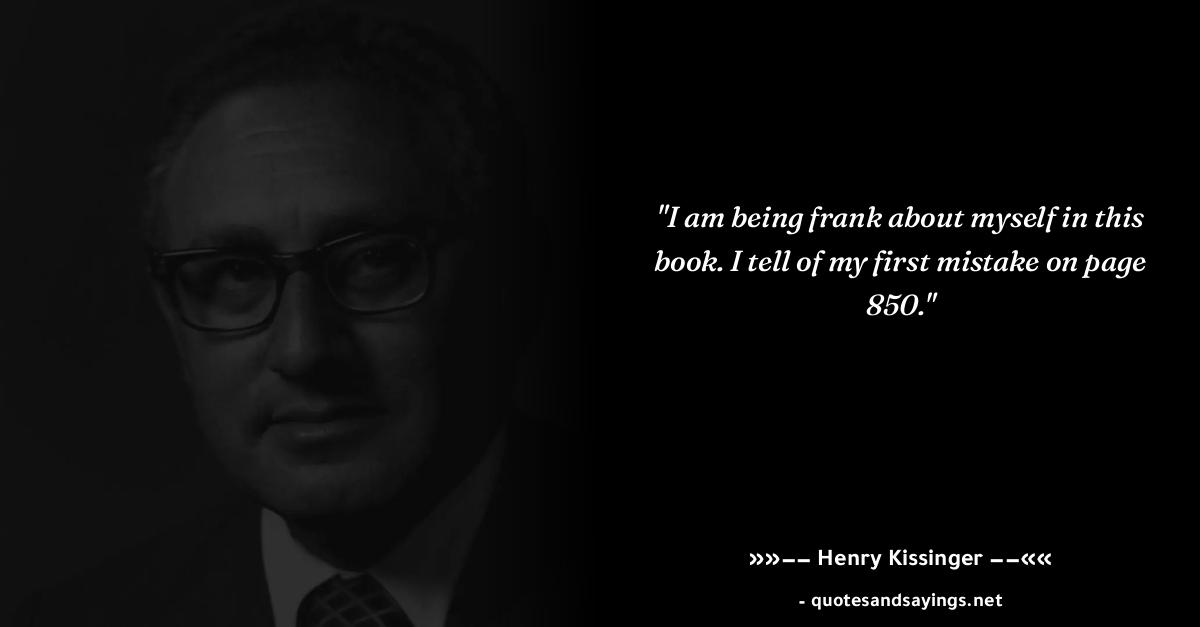 "I am being frank about myself in this
book. I tell of my first mistake on page
850."
»»–– Henry Kissinger ––««
- quotesandsayings.net